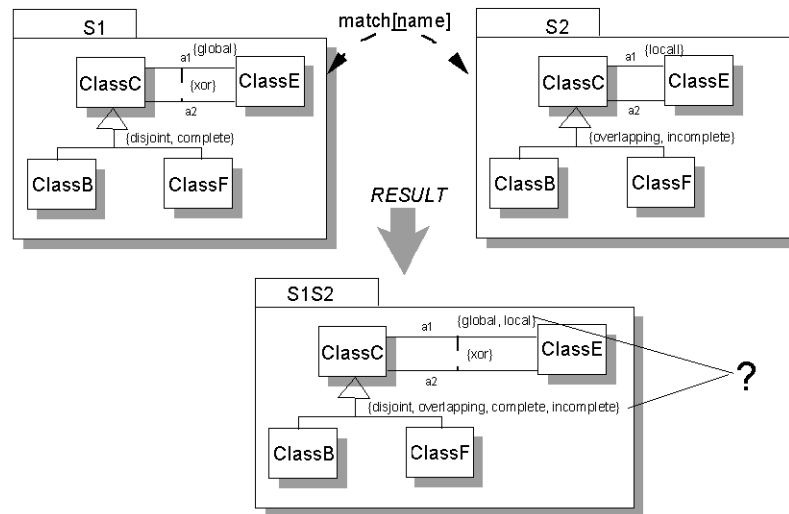 S1
{global}
a1
ClassC
ClassE
{xor}
a2
{disjoint, complete}
ClassB
ClassF
match[name]
S2
{locall}
a1
ClassC
ClassE
a2
{overlapping, incomplete}
ClassB
ClassF
RESULT
S1S2
a1
{global, local}
ClassC
ClassE
{xor}
a2
?
{disjoint, overlapping, complete, incomplete}
ClassB
ClassF